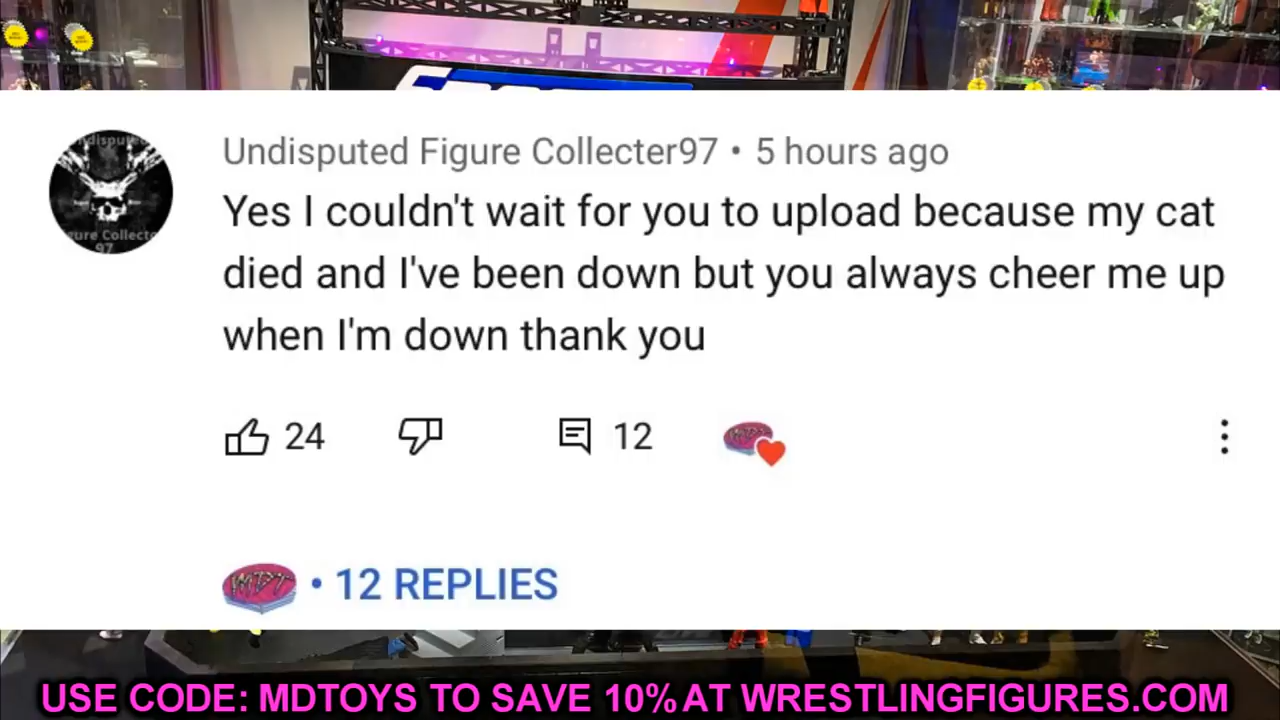 Undisputed Figure Collecter97 • 5 hours ago
Yes I couldn't wait for you to upload because my cat
died and I've been down but you always cheer me up
when I'm down thank you
24 12
MDT • 12 REPLIES
USE CODE: MDTOYS TO SAVE 10% AT WRESTLINGFIGURES.COM